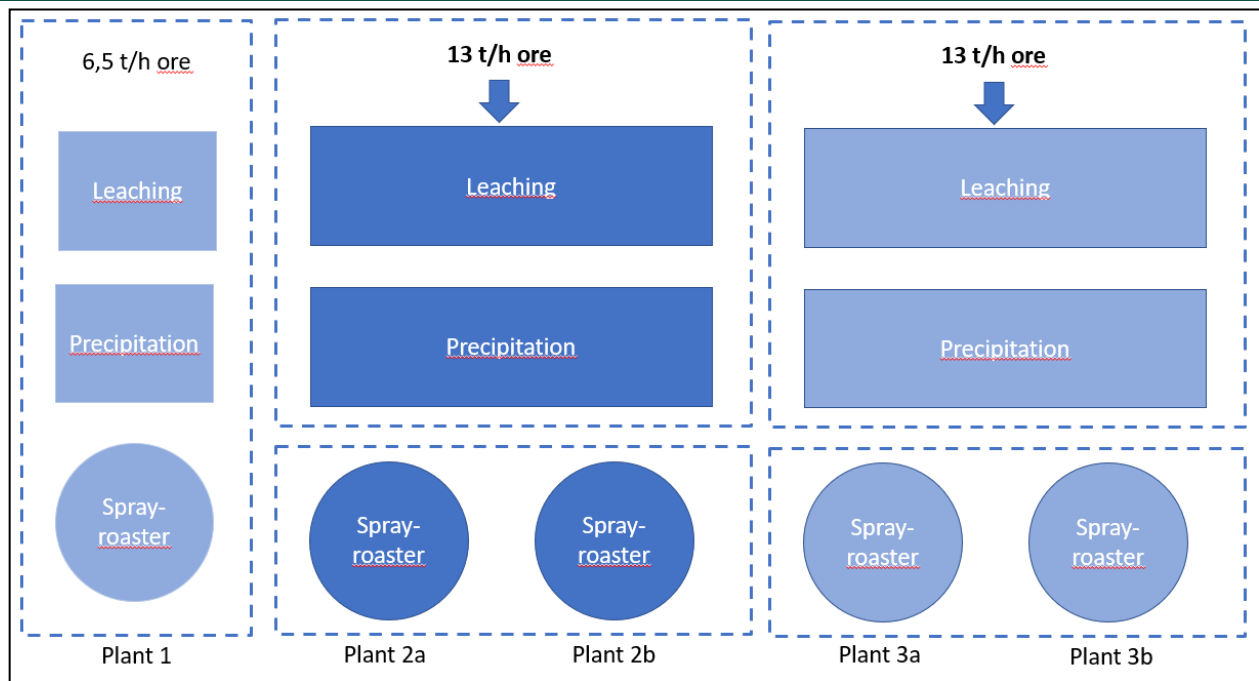 6,5 t/h ore
Leaching
Precipitation
Spray-
roaster
Plant 1
13 t/h ore
Leaching
Precipitation
Spray-
roaster
Spray-
roaster
Plant 2a
Plant 2b
13 t/h ore
Leaching
Precipitation
Spray-
roaster
Spray-
roaster
Plant 3a
Plant 3b